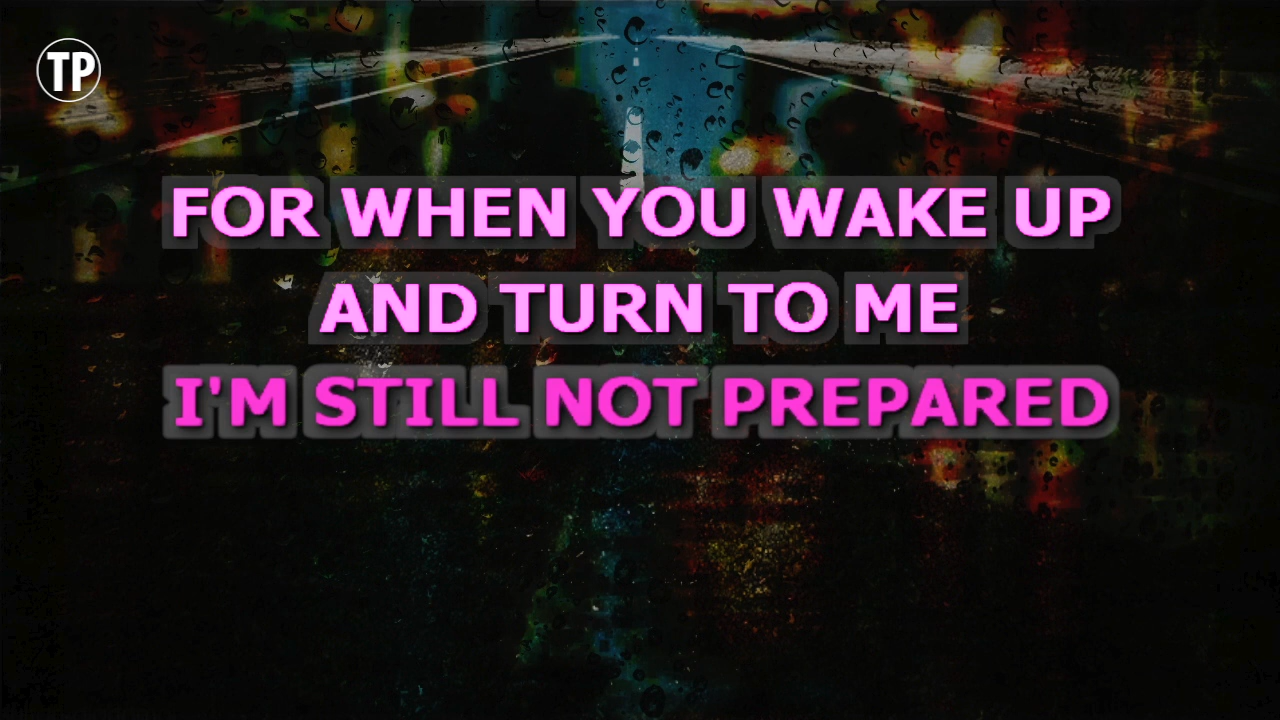 TP
FOR WHEN YOU WAKE UP
AND TURN TO ME
I'M STILL NOT PREPARED